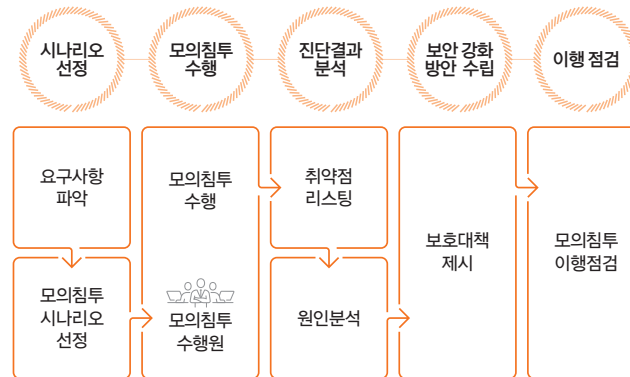 시나리오
선정
모의침투
수행
진단결과
분석
보안 강화
방안 수립
이행 점검
요구사항
파악
모의침투
시나리오
선정
모의침투
수행
모의침투
수행원
취약점
리스팅
원인분석
보호대책
제시
모의침투
이행점검